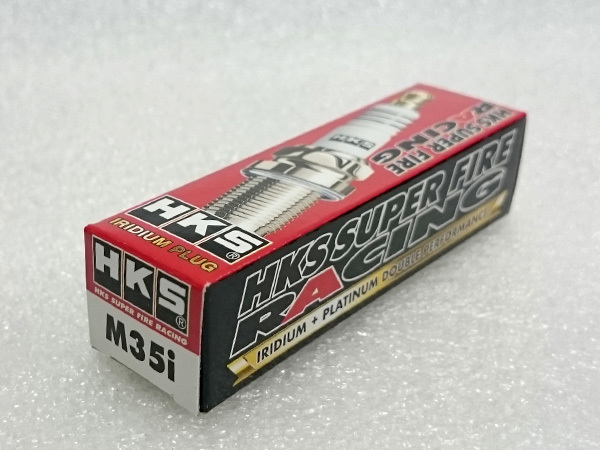 HKS
HKS SUPER FIRE
RACING
HKS®
IRIDIUM PLUG
HKS®
HKS SUPER FIRE RACING
M35i
HKS SUPER FIRE
RACING
IRIDIUM + PLATINUM DOUBLE PERFORMANCE